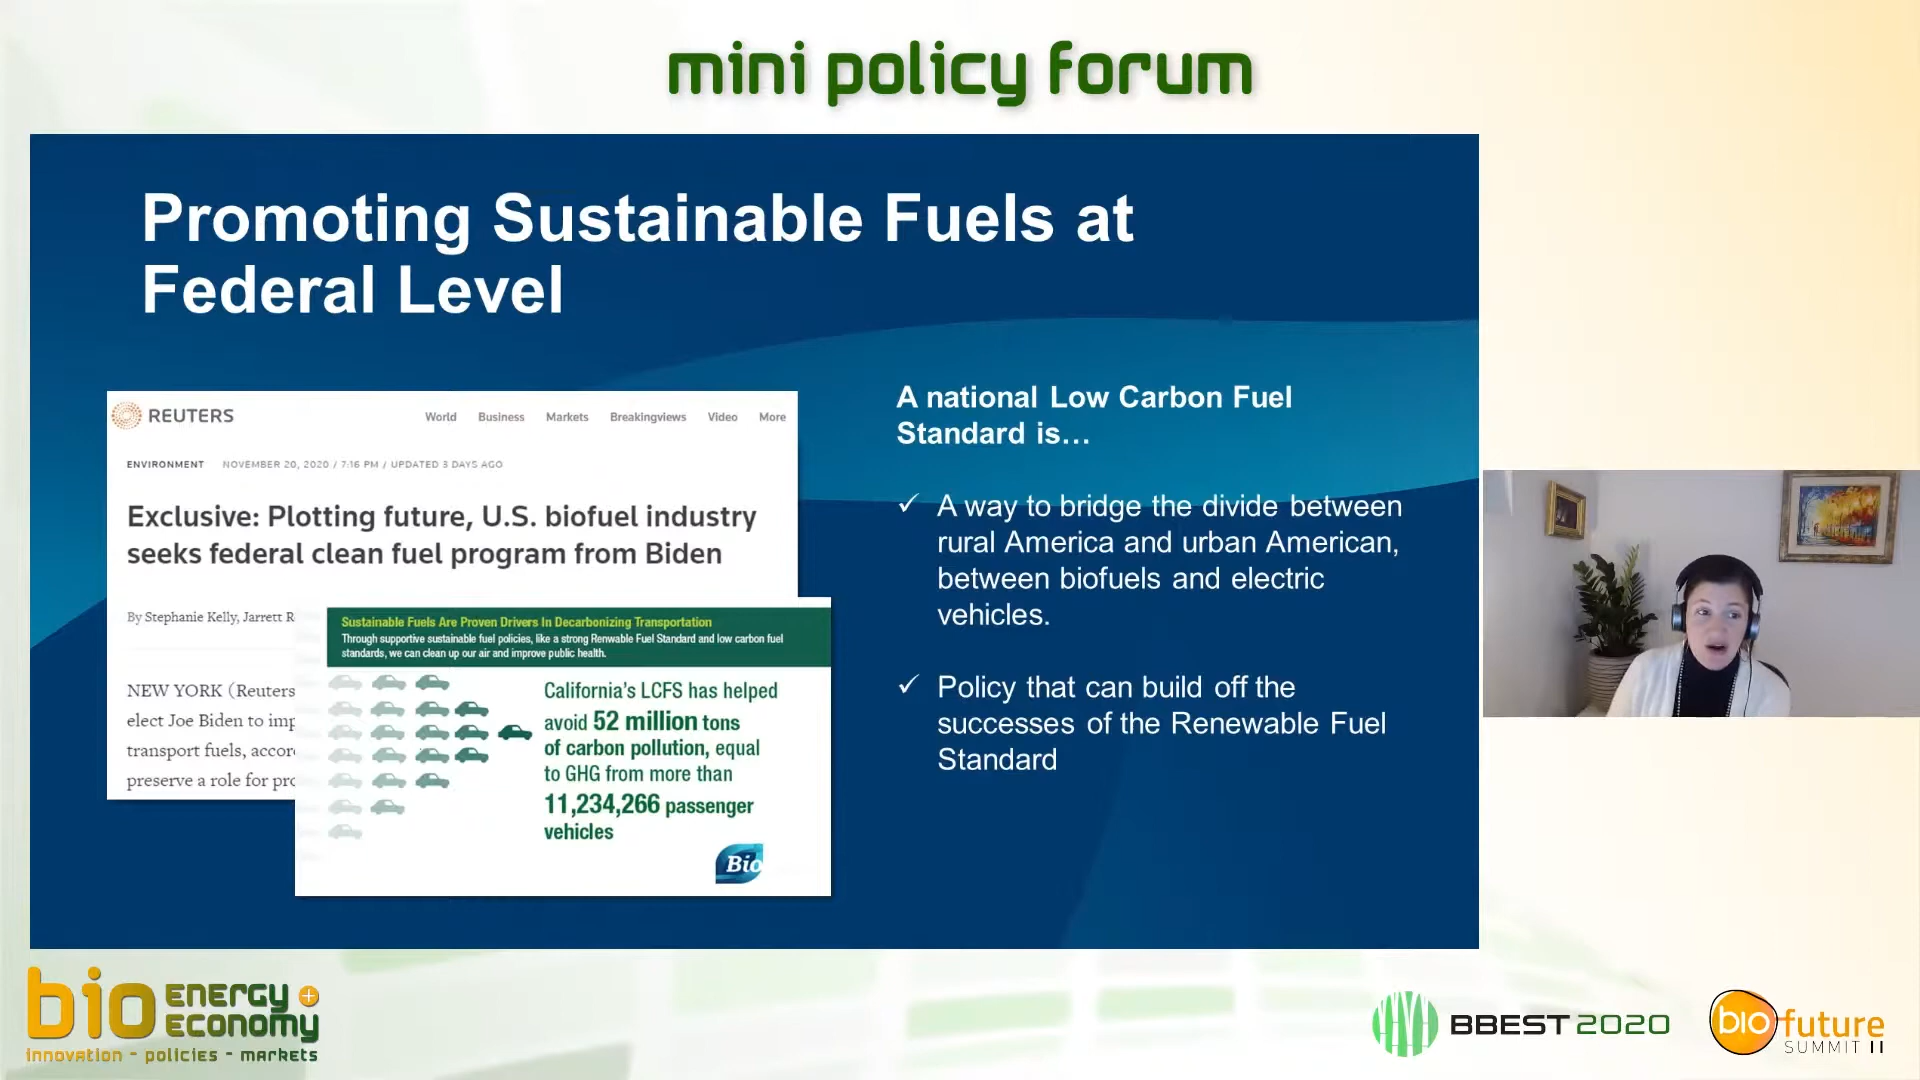 mini policy forum
Promoting Sustainable Fuels at
Federal Level
REUTERS
World Business Markets Breakingviews Video More
ENVIRONMENT NOVEMBER 20, 2020 / 7:16 PM / UPDATED 3 DAYS AGO
Exclusive: Plotting future, U.S. biofuel industry
seeks federal clean fuel program from Biden
By Stephanie Kelly, Jarrett R
NEW YORK (Reuters
elect Joe Biden to imp
transport fuels, accor
preserve a role for pro
Sustainable Fuels Are Proven Drivers In Decarbonizing Transportation
Through supportive sustainable fuel policies, like a strong Renwable Fuel Standard and low carbon fuel
standards, we can clean up our air and improve public health.
California's LCFS has helped
avoid 52 million tons
of carbon pollution, equal
to GHG from more than
11,234,266 passenger
vehicles
Bio
A national Low Carbon Fuel
Standard is…
✓ A way to bridge the divide between
rural America and urban American,
between biofuels and electric
vehicles.
✓ Policy that can build off the
successes of the Renewable Fuel
Standard
bio ENERGY +
ECONOMY
innovation - policies - markets
BBEST 2020
biofuture
SUMMIT II